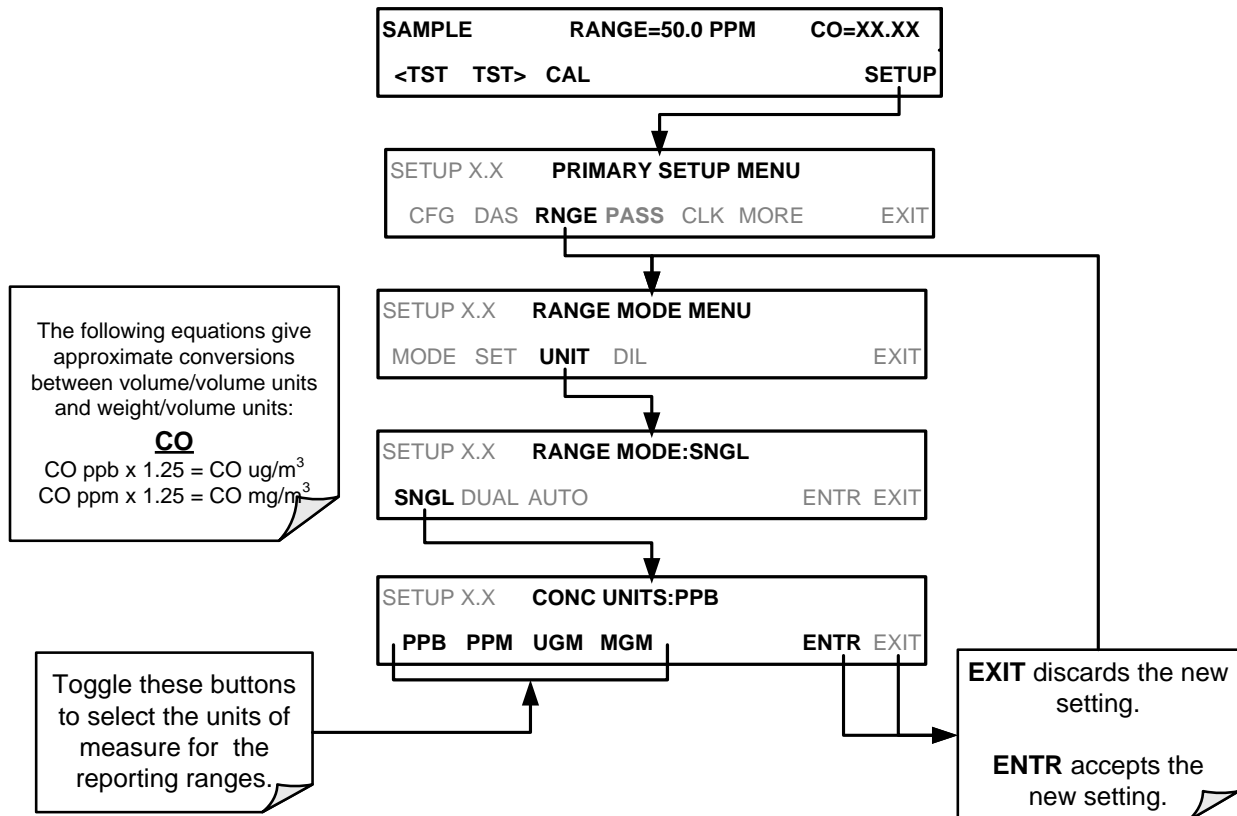 SAMPLE RANGE=50.0 PPM CO=XX.XX
<TST TST> CAL SETUP
SETUP X.X PRIMARY SETUP MENU
CFG DAS RNGE PASS CLK MORE EXIT
SETUP X.X RANGE MODE MENU
MODE SET UNIT DIL EXIT
The following equations give
approximate conversions
between volume/volume units
and weight/volume units:
CO
CO ppb x 1.25 = CO ug/m³
CO ppm x 1.25 = CO mg/m³
SETUP X.X RANGE MODE:SNGL
SNGL DUAL AUTO ENTR EXIT
SETUP X.X CONC UNITS:PPB
PPB PPM UGM MGM ENTR EXIT
Toggle these buttons
to select the units of
measure for the
reporting ranges.
EXIT discards the new
setting.
ENTR accepts the
new setting.